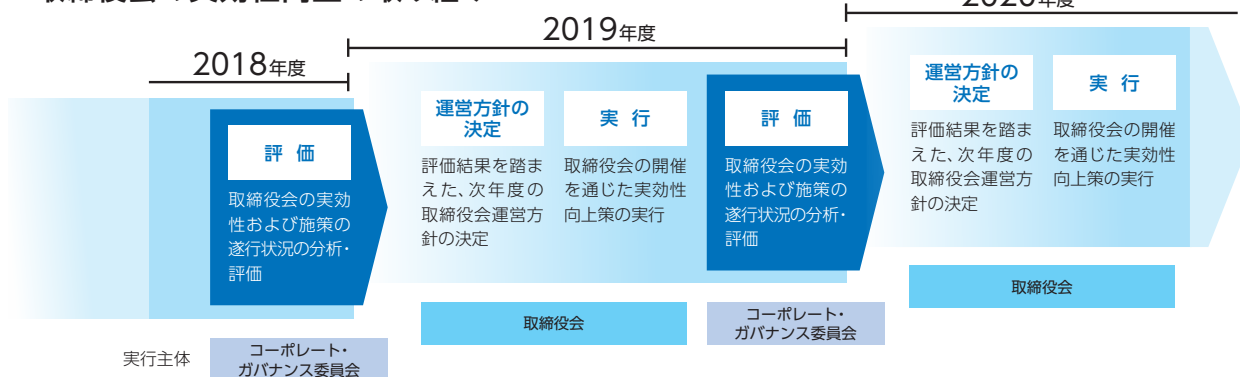 2018年度
2019年度
評価
取締役会の実効
性および施策の
遂行状況の分析・
評価
運営方針の
決定
評価結果を踏ま
えた、次年度の
取締役会運営方
針の決定
実行
取締役会の開催
を通じた実効性
向上策の実行
評価
取締役会の実効
性および施策の
遂行状況の分析・
評価
運営方針の
決定
評価結果を踏ま
えた、次年度の
取締役会運営方
針の決定
実行
取締役会の開催
を通じた実効性
向上策の実行
実行主体
コーポレート・
ガバナンス委員会
取締役会
コーポレート・
ガバナンス委員会
取締役会